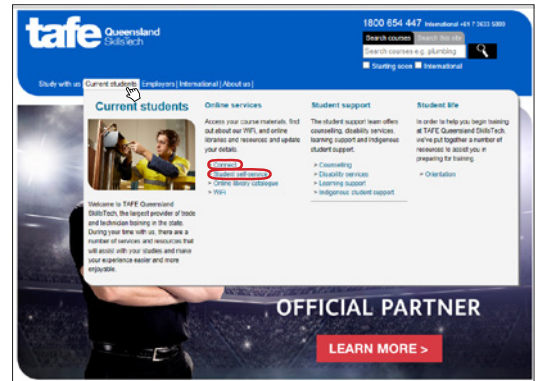 tafe Queensland
SkillsTech
1800 654 447 International +61 7 3633 5000
Search courses Search this site
Search courses e.g. plumbing
Starting soon International
Study with us | Current students | Employers | International | About us |
Current students
Welcome to TAFE Queensland
SkillsTech, the largest provider of trade
and technician training in the state.
During your time with us, there are a
number of services and resources that
will assist with your studies and make
your experience easier and more
enjoyable.
Online services
Access your course materials, find
out about our WiFi, and online
libraries and resources and update
your details.
> Connect
> Student self-service
> Online library catalogue
> WiFi
Student support
The student support team offers
counselling, disability services,
learning support and indigenous
student support.
> Counselling
> Disability services
> Learning support
> Indigenous student support
Student life
In order to help you begin training
at TAFE Queensland SkillsTech,
we've put together a number of
resources to assist you in
preparing for training.
> Orientation
OFFICIAL PARTNER
LEARN MORE >